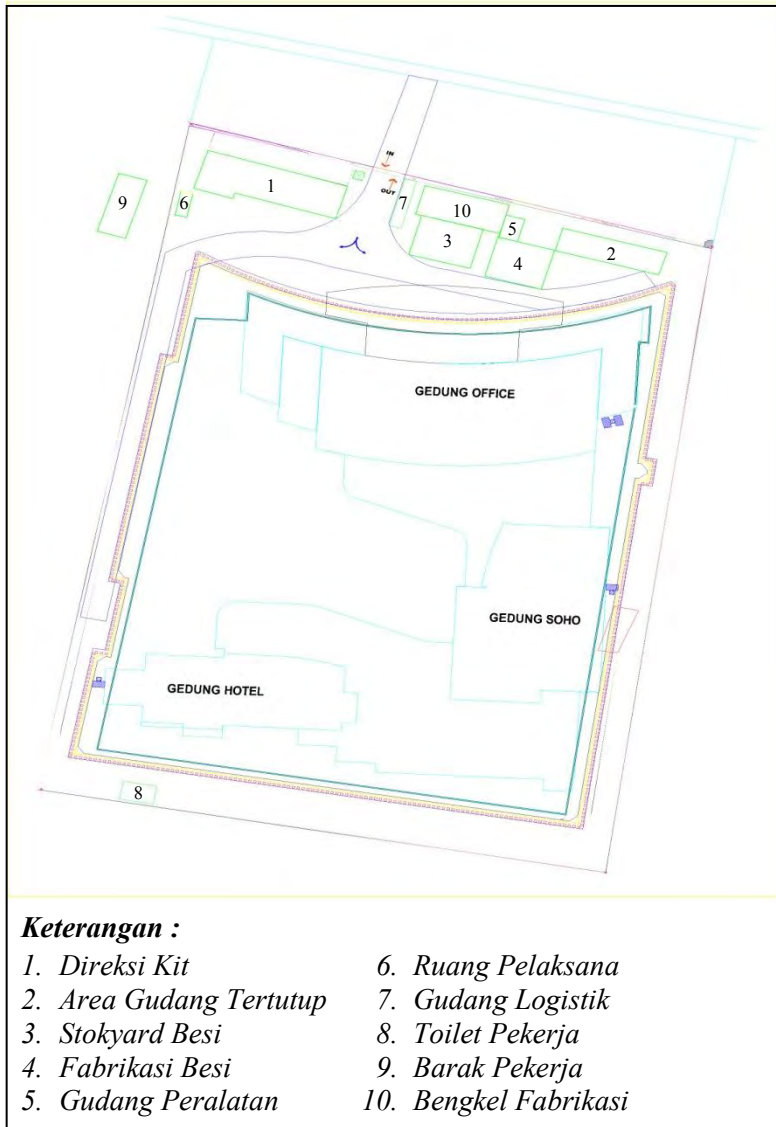 IN
OUT
1
9
6
7
10
3
5
4
2
GEDUNG OFFICE
GEDUNG SOHO
GEDUNG HOTEL
8
Keterangan :
1. Direksi Kit
2. Area Gudang Tertutup
3. Stokyard Besi
4. Fabrikasi Besi
5. Gudang Peralatan
6. Ruang Pelaksana
7. Gudang Logistik
8. Toilet Pekerja
9. Barak Pekerja
10. Bengkel Fabrikasi